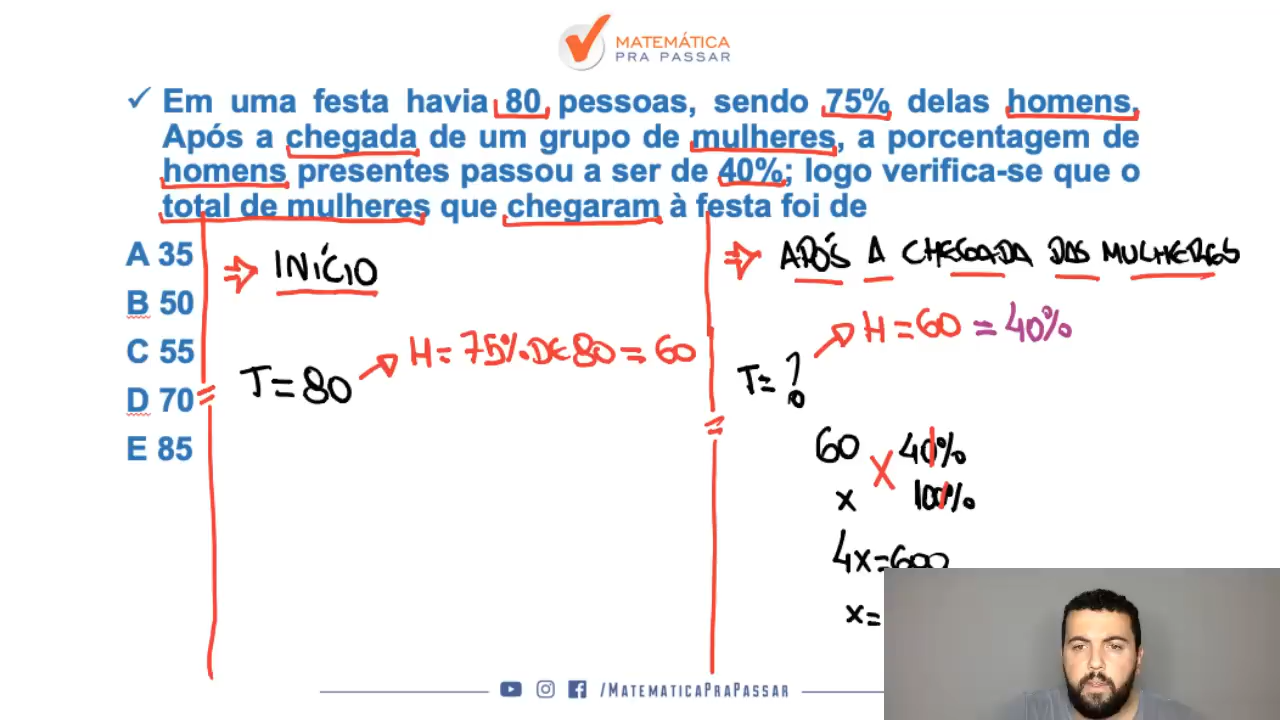 MATEMÁTICA
PRA PASSAR
✓ Em uma festa havia 80 pessoas, sendo 75% delas homens.
Após a chegada de um grupo de mulheres, a porcentagem de
homens presentes passou a ser de 40%; logo verifica-se que o
total de mulheres que chegaram à festa foi de
A 35
B 50
C 55
D 70
E 85
⇒ INÍCIO
T = 80
H = 75% DE 80 = 60
⇒ APÓS A CHEGADA DAS MULHERES
H = 60 = 40%
T = ?
60 X 40%
x 100%
4x = 600
x =
/MATEMATICAPRAPASSAR